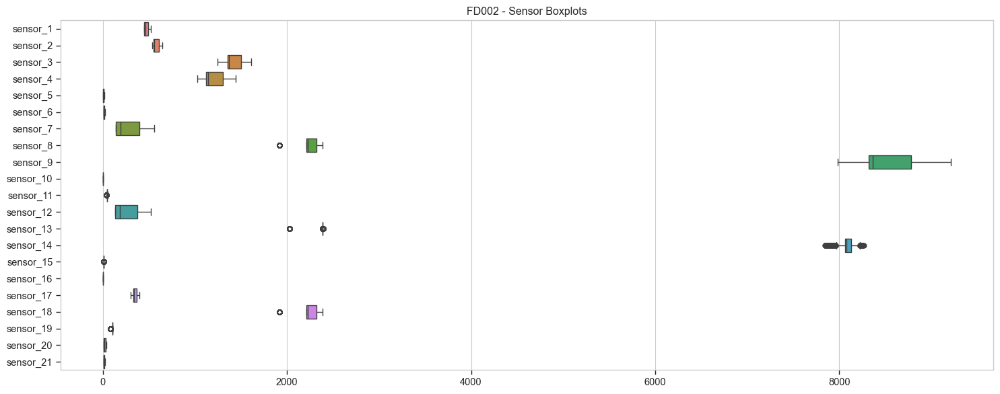 FD002 - Sensor Boxplots
sensor_1
sensor_2
sensor_3
sensor_4
sensor_5
sensor_6
sensor_7
sensor_8
sensor_9
sensor_10
sensor_11
sensor_12
sensor_13
sensor_14
sensor_15
sensor_16
sensor_17
sensor_18
sensor_19
sensor_20
sensor_21
0 2000 4000 6000 8000